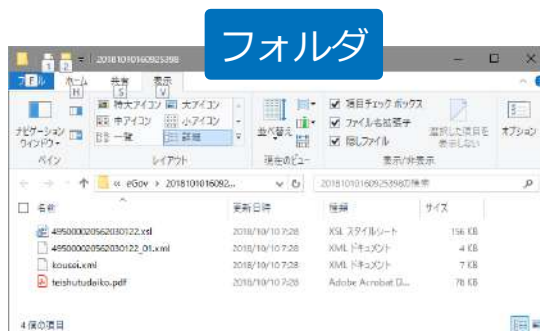 フォルダ
20181010160925398
ファイル ホーム 共有 表示
F H S V
1 2
特大アイコン 大アイコン
中アイコン 小アイコン
一覧 詳細
ナビゲーション
ウィンドウ
並べ替え
項目チェック ボックス
ファイル名拡張子
隠しファイル
選択した項目を
表示しない
オプション
ペイン レイアウト 現在のビュー 表示/非表示
« eGov › 2018101016092...
20181010160925398の検索
名前 更新日時 種類 サイズ
495000020562030122.xsl 2018/10/10 7:28 XSL スタイルシート 156 KB
495000020562030122_01.xml 2018/10/10 7:28 XML ドキュメント 4 KB
kousei.xml 2018/10/10 7:28 XML ドキュメント 7 KB
teishutudaiko.pdf 2018/10/10 7:28 Adobe Acrobat D... 78 KB
4 個の項目